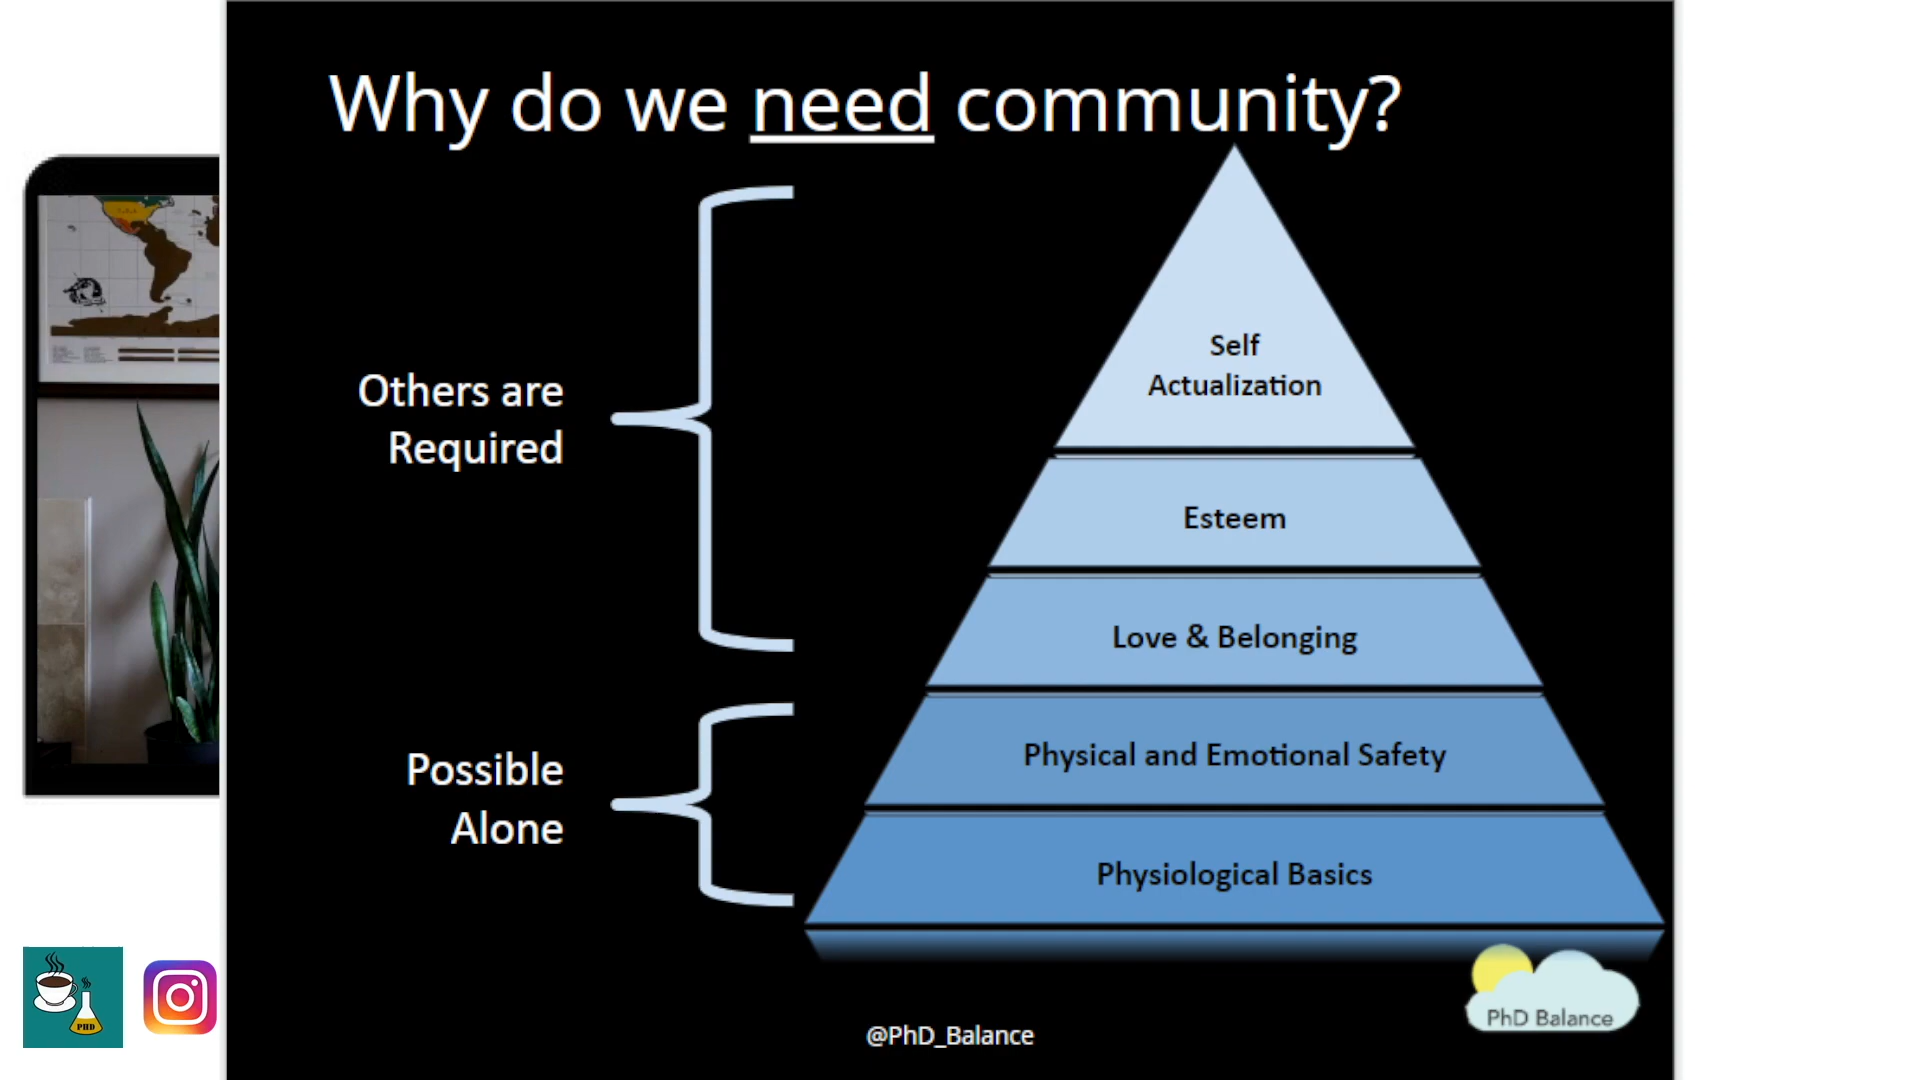 Why do we need community?
Others are
Required
Possible
Alone
Self
Actualization
Esteem
Love & Belonging
Physical and Emotional Safety
Physiological Basics
PhD Balance
@PhD_Balance
PHD